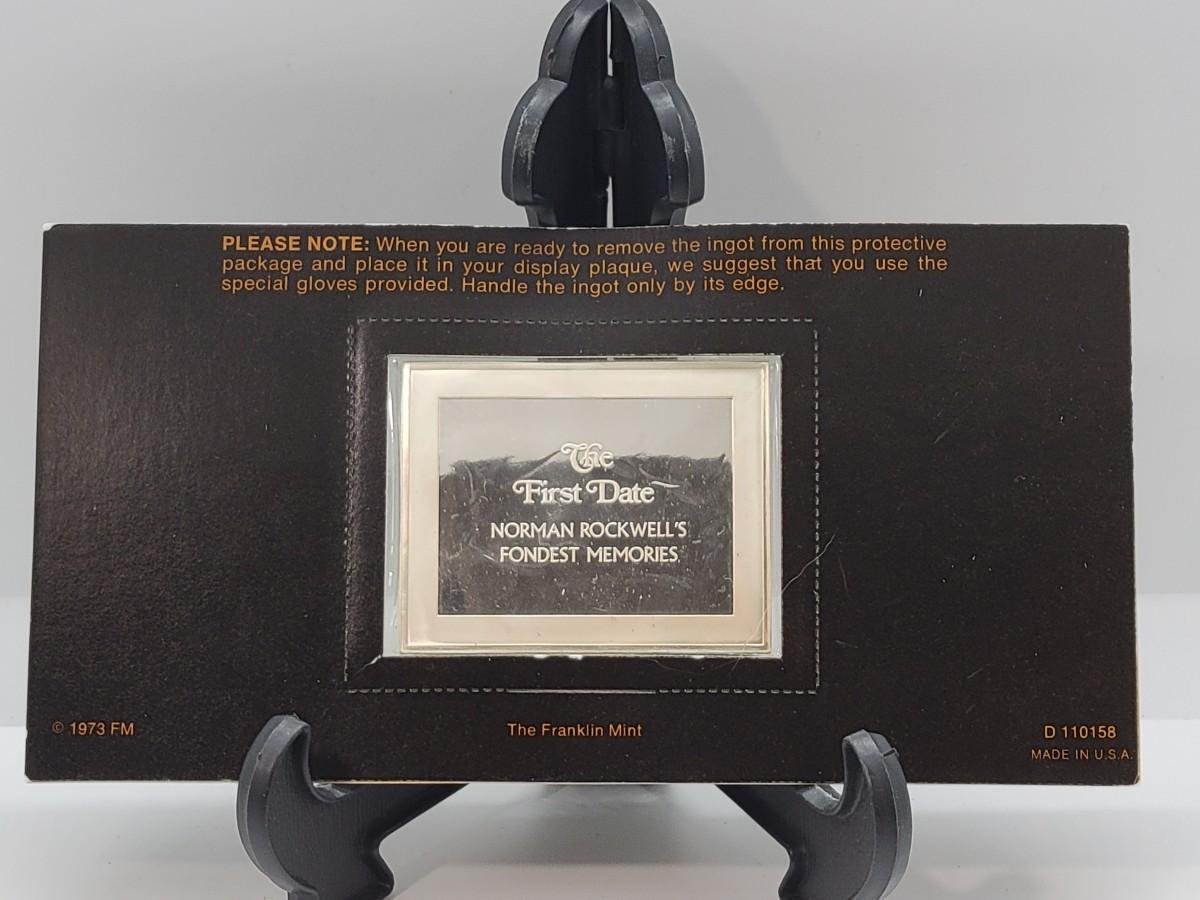 PLEASE NOTE: When you are ready to remove the ingot from this protective
package and place it in your display plaque, we suggest that you use the
special gloves provided. Handle the ingot only by its edge.
The
First Date
NORMAN ROCKWELL'S
FONDEST MEMORIES
© 1973 FM
The Franklin Mint
D 110158
MADE IN U.S.A.